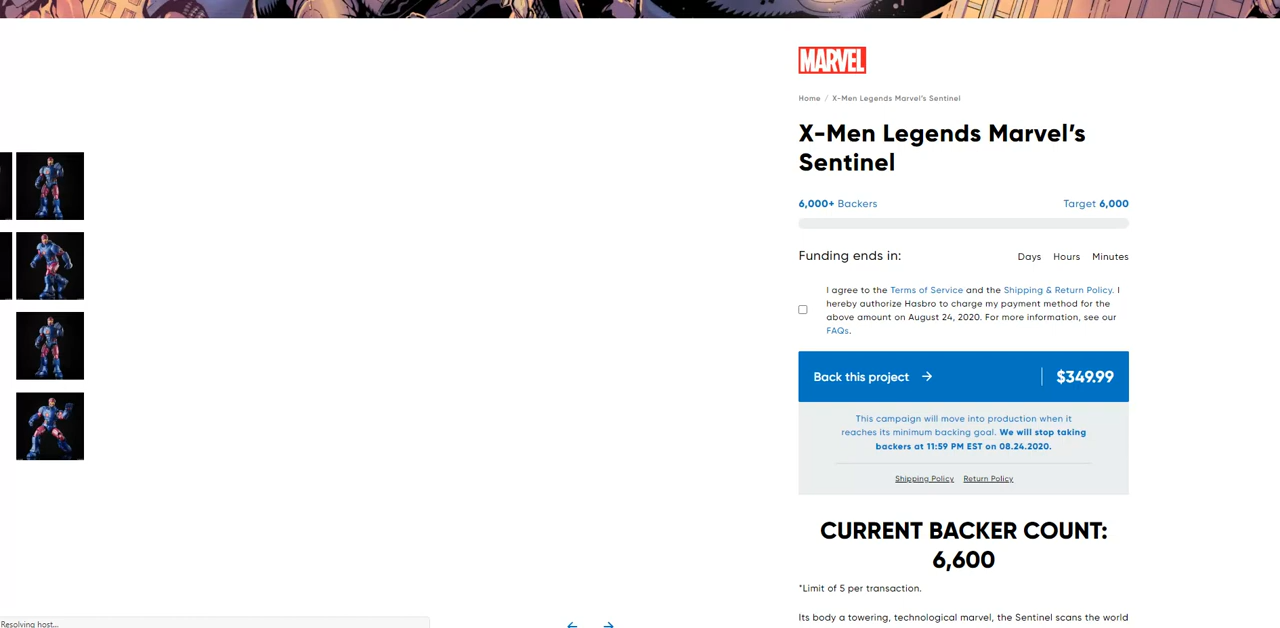 MARVEL
Home / X-Men Legends Marvel's Sentinel
X-Men Legends Marvel's
Sentinel
6,000+ Backers
Target 6,000
Funding ends in:
Days Hours Minutes
I agree to the Terms of Service and the Shipping & Return Policy. I
hereby authorize Hasbro to charge my payment method for the
above amount on August 24, 2020. For more information, see our
FAQs.
Back this project → $349.99
This campaign will move into production when it
reaches its minimum backing goal. We will stop taking
backers at 11:59 PM EST on 08.24.2020.
Shipping Policy Return Policy
CURRENT BACKER COUNT:
6,600
*Limit of 5 per transaction.
Its body a towering, technological marvel, the Sentinel scans the world
Resolving host...